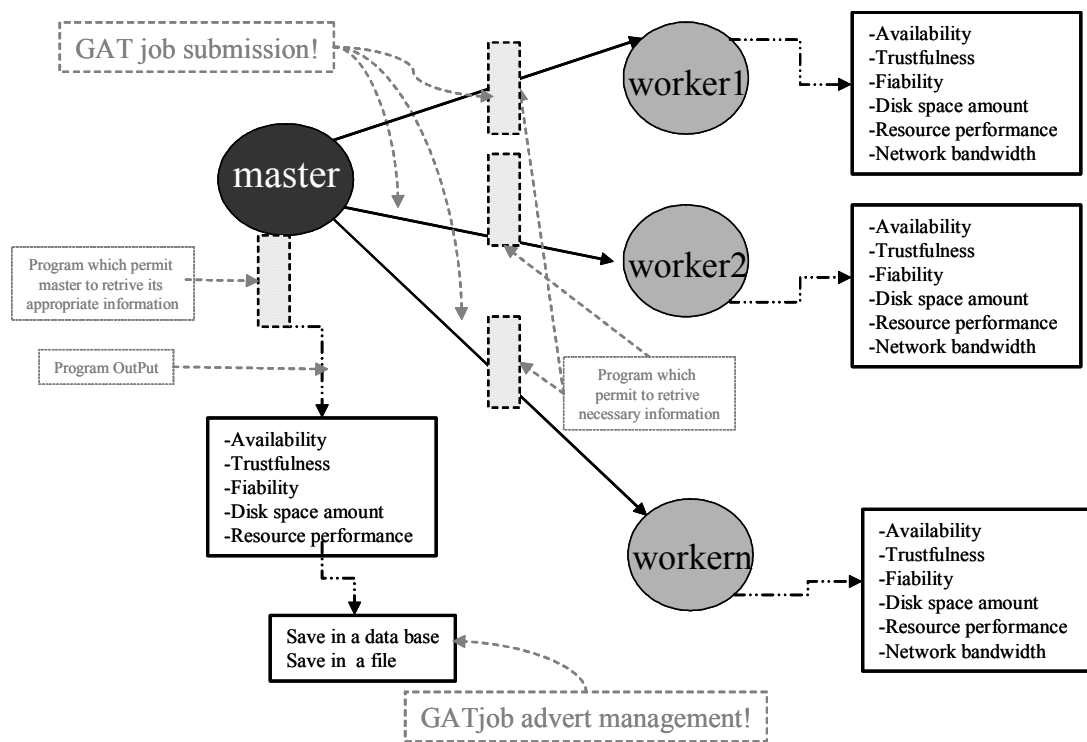 GAT job submission!
master
worker1
-Availability
-Trustfulness
-Fiability
-Disk space amount
-Resource performance
-Network bandwidth
worker2
-Availability
-Trustfulness
-Fiability
-Disk space amount
-Resource performance
-Network bandwidth
Program which permit
master to retrive its
appropriate information
Program OutPut
Program which
permit to retrive
necessary information
-Availability
-Trustfulness
-Fiability
-Disk space amount
-Resource performance
workern
-Availability
-Trustfulness
-Fiability
-Disk space amount
-Resource performance
-Network bandwidth
Save in a data base
Save in a file
GATjob advert management!